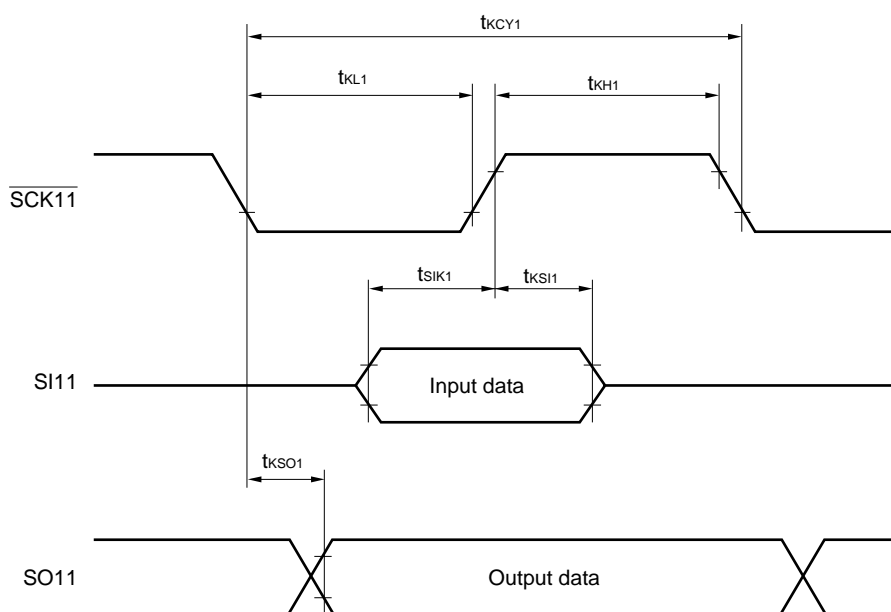 tKCY1
tKL1
tKH1
SCK11
tSIK1
tKSI1
SI11
Input data
tKSO1
SO11
Output data